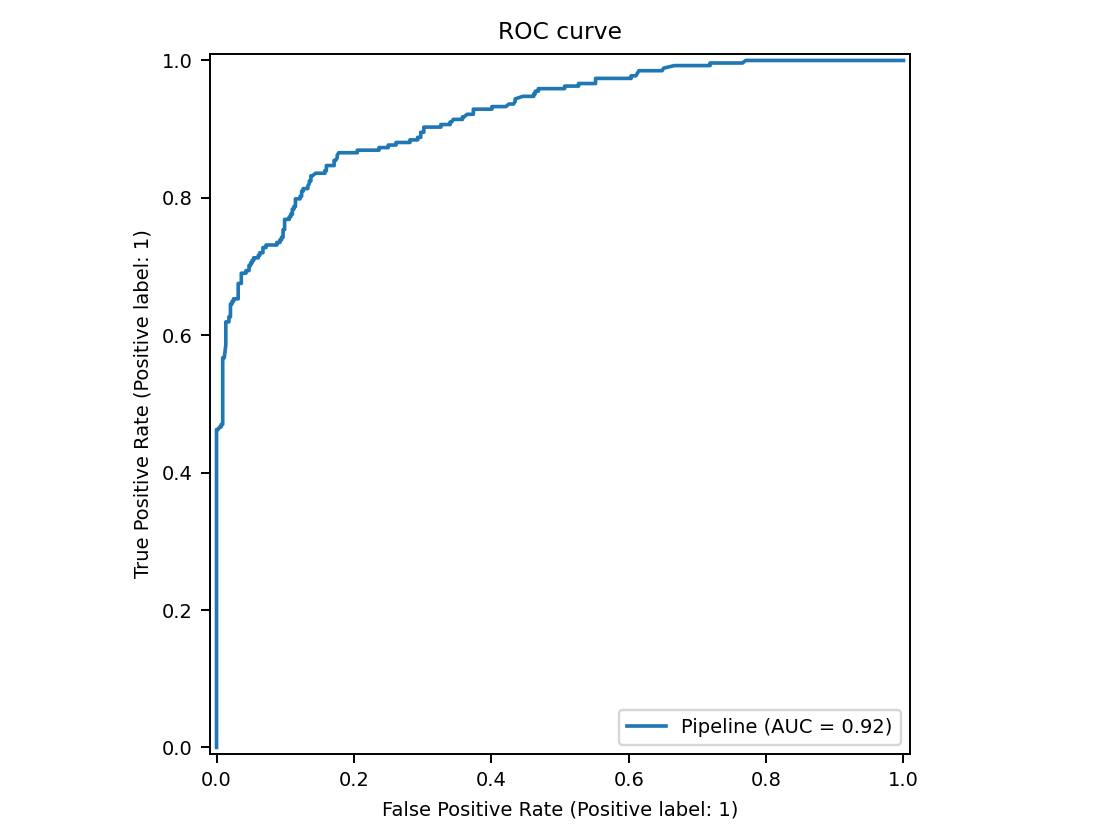 ROC curve
1.0
0.8
0.6
0.4
0.2
0.0
True Positive Rate (Positive label: 1)
Pipeline (AUC = 0.92)
0.0 0.2 0.4 0.6 0.8 1.0
False Positive Rate (Positive label: 1)